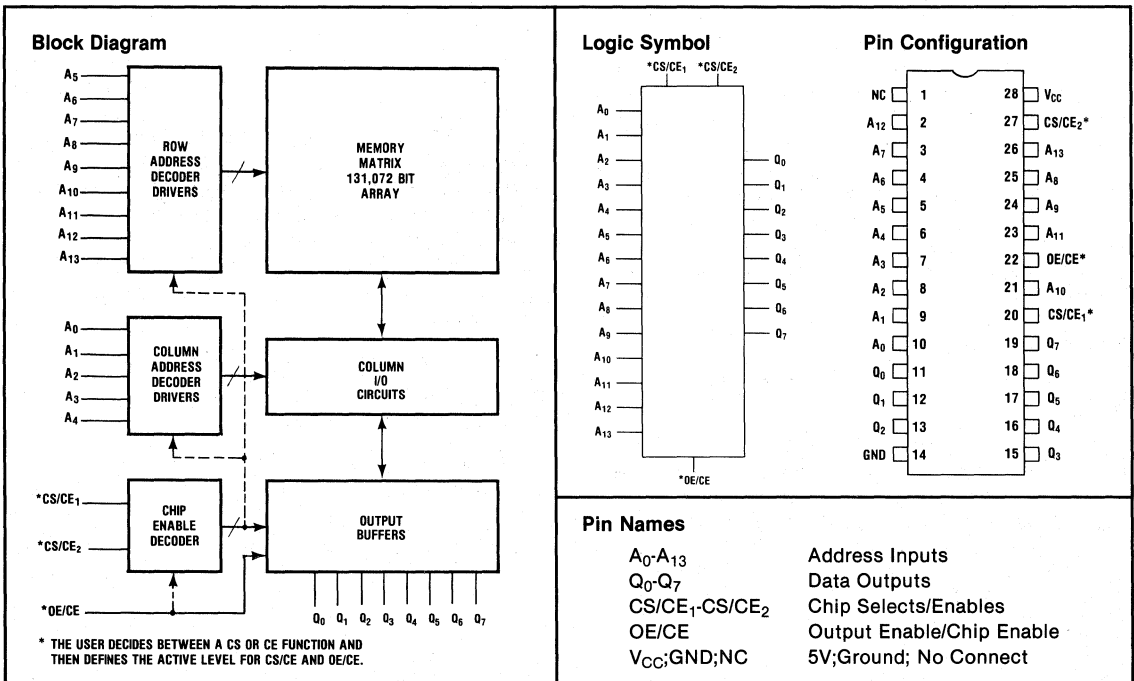 Block Diagram
A5
A6
A7
A8
A9
A10
A11
A12
A13
ROW
ADDRESS
DECODER
DRIVERS
MEMORY
MATRIX
131,072 BIT
ARRAY
A0
A1
A2
A3
A4
COLUMN
ADDRESS
DECODER
DRIVERS
COLUMN
I/O
CIRCUITS
*CS/CE1
*CS/CE2
CHIP
ENABLE
DECODER
OUTPUT
BUFFERS
*OE/CE
Q0 Q1 Q2 Q3 Q4 Q5 Q6 Q7
* THE USER DECIDES BETWEEN A CS OR CE FUNCTION AND
THEN DEFINES THE ACTIVE LEVEL FOR CS/CE AND OE/CE.
Logic Symbol
*CS/CE1 *CS/CE2
A0
A1
A2
A3
A4
A5
A6
A7
A8
A9
A10
A11
A12
A13
Q0
Q1
Q2
Q3
Q4
Q5
Q6
Q7
*OE/CE
Pin Configuration
NC 1 28 VCC
A12 2 27 CS/CE2*
A7 3 26 A13
A6 4 25 A8
A5 5 24 A9
A4 6 23 A11
A3 7 22 OE/CE*
A2 8 21 A10
A1 9 20 CS/CE1*
A0 10 19 Q7
Q0 11 18 Q6
Q1 12 17 Q5
Q2 13 16 Q4
GND 14 15 Q3
Pin Names
A0-A13 Address Inputs
Q0-Q7 Data Outputs
CS/CE1-CS/CE2 Chip Selects/Enables
OE/CE Output Enable/Chip Enable
VCC;GND;NC 5V;Ground; No Connect